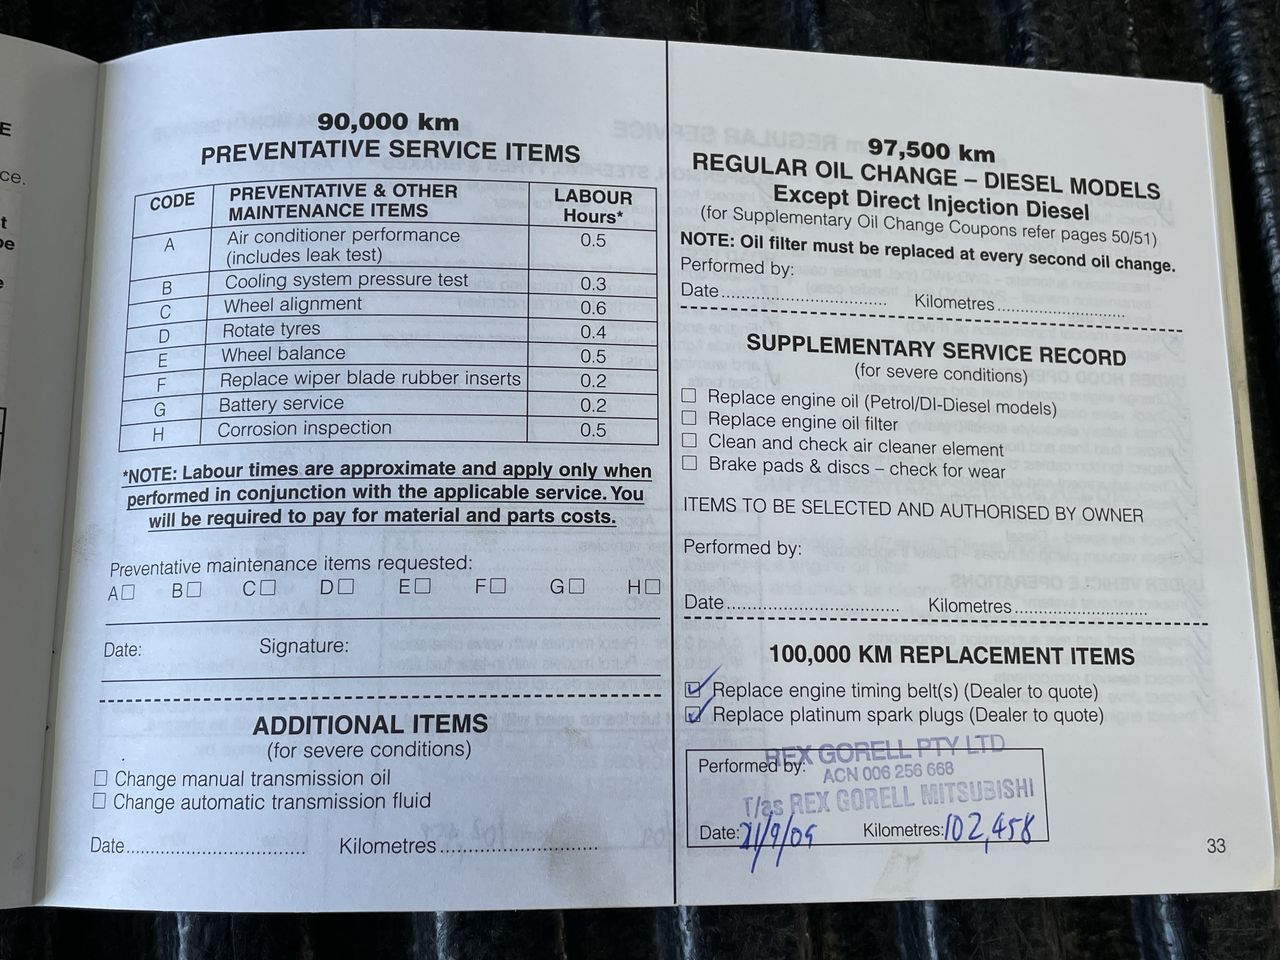 E
ce.
t
be
e
90,000 km
PREVENTATIVE SERVICE ITEMS
CODE PREVENTATIVE & OTHER MAINTENANCE ITEMS LABOUR Hours*
A Air conditioner performance (includes leak test) 0.5
B Cooling system pressure test 0.3
C Wheel alignment 0.6
D Rotate tyres 0.4
E Wheel balance 0.5
F Replace wiper blade rubber inserts 0.2
G Battery service 0.2
H Corrosion inspection 0.5
*NOTE: Labour times are approximate and apply only when
performed in conjunction with the applicable service. You
will be required to pay for material and parts costs.
Preventative maintenance items requested:
A☐ B☐ C☐ D☐ E☐ F☐ G☐ H☐
Date: Signature:
ADDITIONAL ITEMS
(for severe conditions)
☐ Change manual transmission oil
☐ Change automatic transmission fluid
Date.............................. Kilometres..........................
97,500 km
REGULAR OIL CHANGE – DIESEL MODELS
Except Direct Injection Diesel
(for Supplementary Oil Change Coupons refer pages 50/51)
NOTE: Oil filter must be replaced at every second oil change.
Performed by:
Date.............................. Kilometres......................
SUPPLEMENTARY SERVICE RECORD
(for severe conditions)
☐ Replace engine oil (Petrol/DI-Diesel models)
☐ Replace engine oil filter
☐ Clean and check air cleaner element
☐ Brake pads & discs – check for wear
ITEMS TO BE SELECTED AND AUTHORISED BY OWNER
Performed by:
Date.............................. Kilometres......................
100,000 KM REPLACEMENT ITEMS
☑ Replace engine timing belt(s) (Dealer to quote)
☑ Replace platinum spark plugs (Dealer to quote)
REX GORELL PTY LTD
Performed by: ACN 006 256 668
T/as REX GORELL MITSUBISHI
Date: 21/9/09 Kilometres: 102,458
33